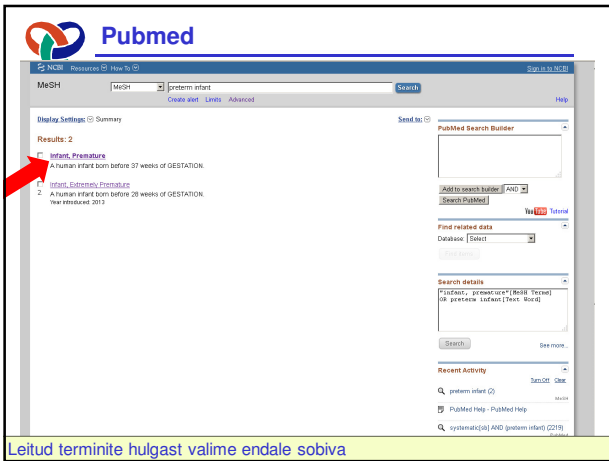 Pubmed
NCBI Resources How To Sign in to NCBI
MeSH MeSH preterm infant Search
Create alert Limits Advanced Help
Display Settings: Summary Send to:
Results: 2
Infant, Premature
A human infant born before 37 weeks of GESTATION.
Infant, Extremely Premature
2. A human infant born before 28 weeks of GESTATION.
Year introduced: 2013
PubMed Search Builder
Add to search builder AND
Search PubMed
YouTube Tutorial
Find related data
Database: Select
Search details
"infant, premature"[MeSH Terms]
OR preterm infant[Text Word]
Search See more...
Recent Activity
Turn Off Clear
preterm infant (2)
MeSH
PubMed Help - PubMed Help
systematic[sb] AND (preterm infant) (2219)
PubMed
Leitud terminite hulgast valime endale sobiva